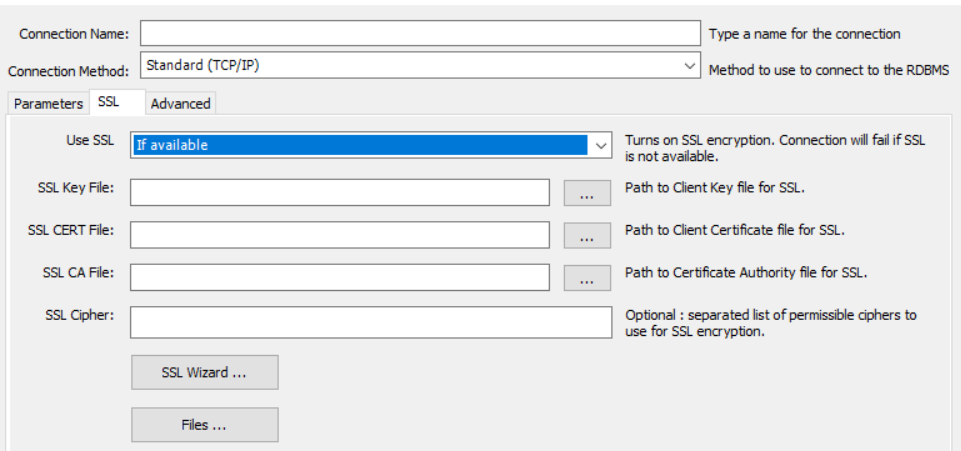 Connection Name: Type a name for the connection
Connection Method: Standard (TCP/IP) Method to use to connect to the RDBMS
Parameters SSL Advanced
Use SSL If available Turns on SSL encryption. Connection will fail if SSL
is not available.
SSL Key File: ... Path to Client Key file for SSL.
SSL CERT File: ... Path to Client Certificate file for SSL.
SSL CA File: ... Path to Certificate Authority file for SSL.
SSL Cipher: Optional : separated list of permissible ciphers to
use for SSL encryption.
SSL Wizard ...
Files ...